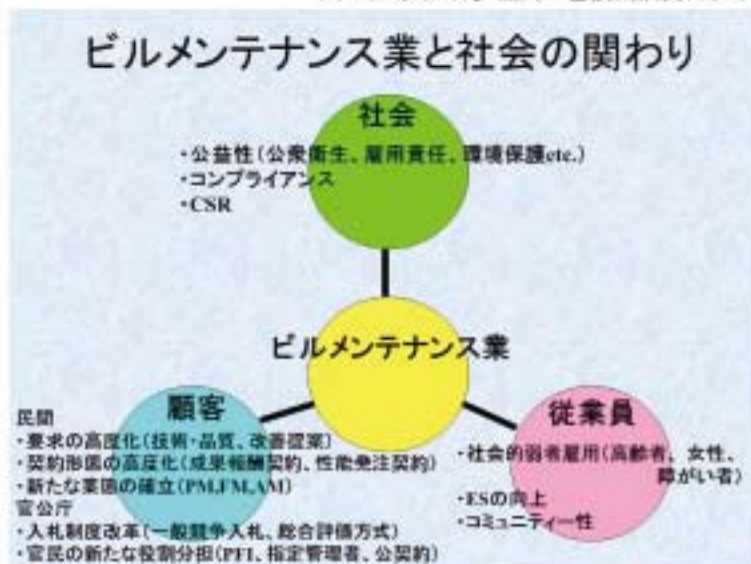 ビルメンテナンス業と社会の関わり
社会
・公益性(公衆衛生、雇用責任、環境保護etc.)
・コンプライアンス
・CSR
ビルメンテナンス業
顧客
民間
・要求の高度化(技術・品質、改善提案)
・契約形態の高度化(成果報酬契約、性能発注契約)
・新たな業態の確立(PM,FM,AM)
官公庁
・入札制度改革(一般競争入札、総合評価方式)
・官民の新たな役割分担(PFI、指定管理者、公契約)
従業員
・社会的弱者雇用(高齢者、女性、
障がい者)
・ESの向上
・コミュニティー性